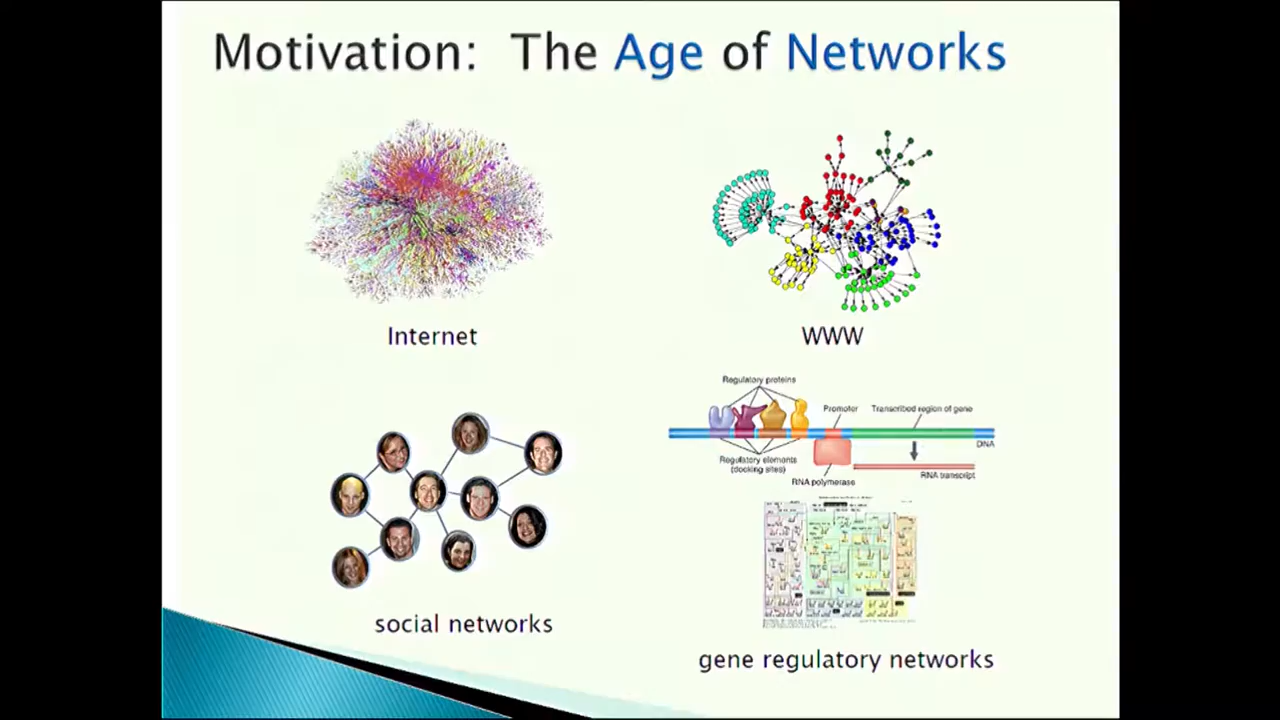 Motivation: The Age of Networks
Internet
WWW
Regulatory proteins
Promoter
Transcribed region of gene
DNA
Regulatory elements
(docking sites)
RNA polymerase
RNA transcript
social networks
gene regulatory networks